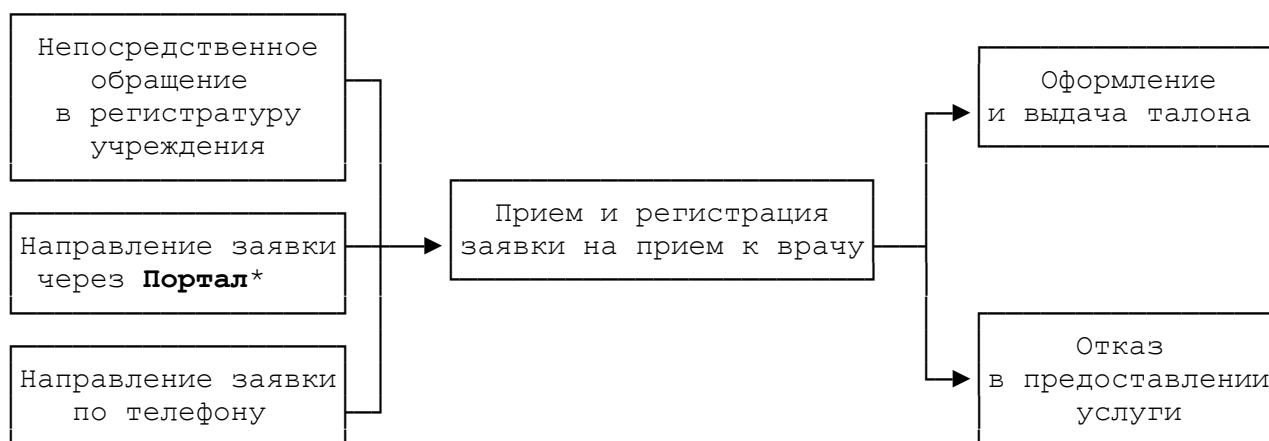 Непосредственное
обращение
в регистратуру
учреждения
Направление заявки
через Портал*
Направление заявки
по телефону
Прием и регистрация
заявки на прием к врачу
Оформление
и выдача талона
Отказ
в предоставлении
услуги